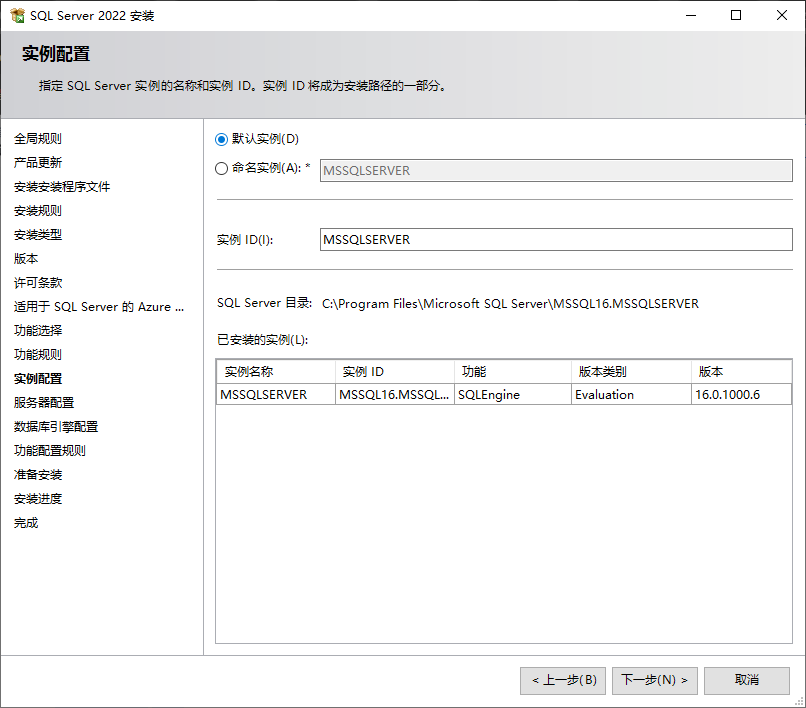 SQL Server 2022 安装
实例配置
指定 SQL Server 实例的名称和实例 ID。实例 ID 将成为安装路径的一部分。
全局规则
产品更新
安装安装程序文件
安装规则
安装类型
版本
许可条款
适用于 SQL Server 的 Azure ...
功能选择
功能规则
实例配置
服务器配置
数据库引擎配置
功能配置规则
准备安装
安装进度
完成
默认实例(D)
命名实例(A): * MSSQLSERVER
实例 ID(I): MSSQLSERVER
SQL Server 目录: C:\Program Files\Microsoft SQL Server\MSSQL16.MSSQLSERVER
已安装的实例(L):
实例名称 实例 ID 功能 版本类别 版本
MSSQLSERVER MSSQL16.MSSQL... SQLEngine Evaluation 16.0.1000.6
< 上一步(B) 下一步(N) > 取消